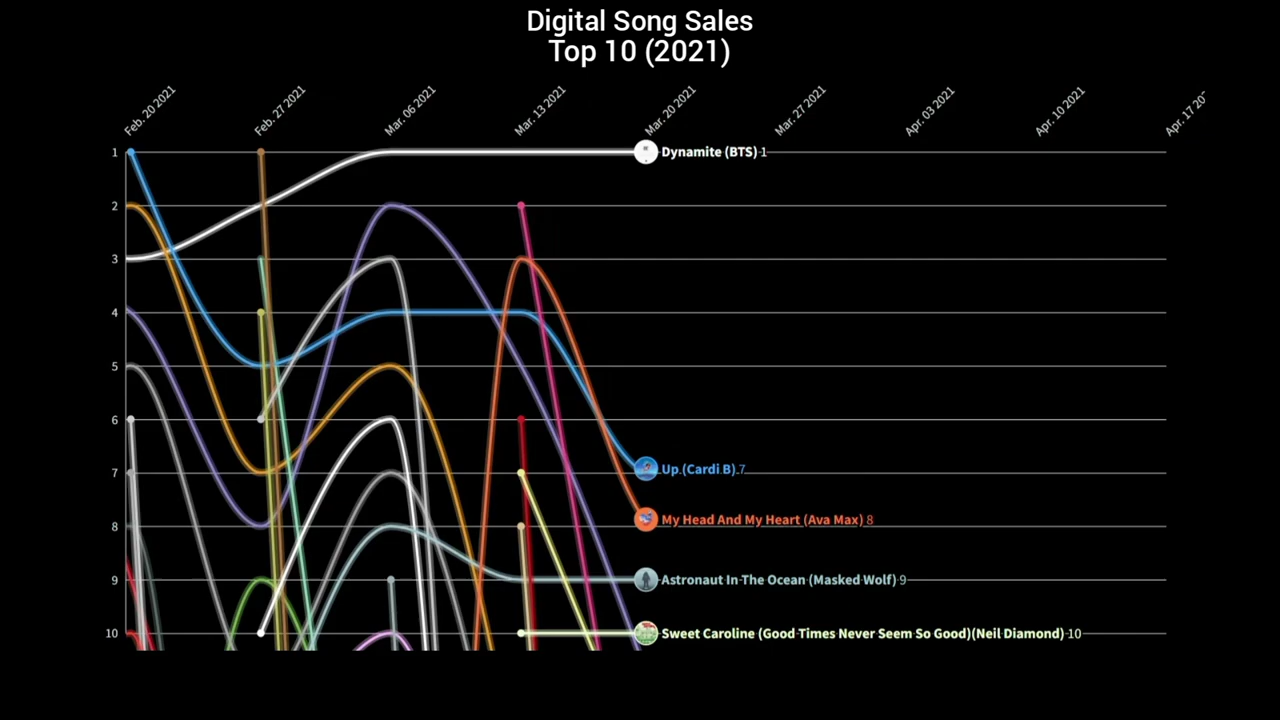 Digital Song Sales
Top 10 (2021)
Feb. 20 2021
Feb. 27 2021
Mar. 06 2021
Mar. 13 2021
Mar. 20 2021
Mar. 27 2021
Apr. 03 2021
Apr. 10 2021
Apr. 17 20
1
Dynamite (BTS) 1
2
3
4
5
6
7
Up (Cardi B) 7
8
My Head And My Heart (Ava Max) 8
9
Astronaut In The Ocean (Masked Wolf) 9
10
Sweet Caroline (Good Times Never Seem So Good)(Neil Diamond) 10